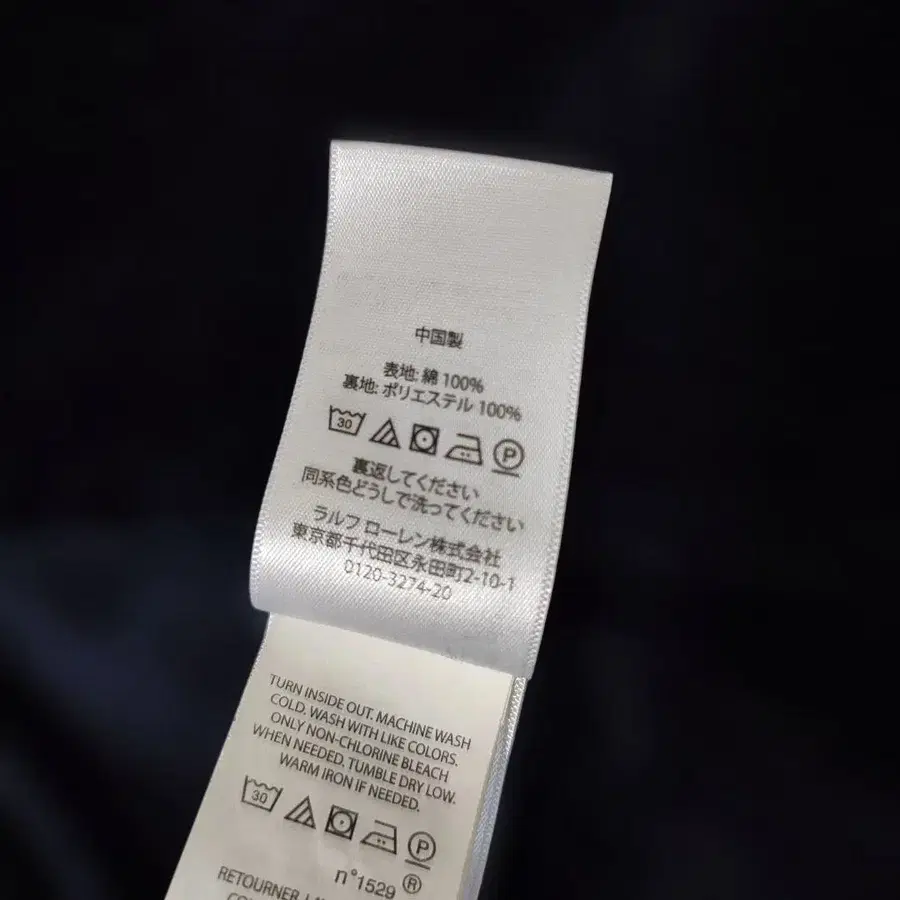 中国製
表地: 綿 100%
裏地: ポリエステル 100%
30 P
裏返してください
同系色どうしで洗ってください
ラルフ ローレン株式会社
東京都千代田区永田町2-10-1
0120-3274-20
TURN INSIDE OUT. MACHINE WASH
COLD. WASH WITH LIKE COLORS.
ONLY NON-CHLORINE BLEACH
WHEN NEEDED. TUMBLE DRY LOW.
WARM IRON IF NEEDED.
30 P
n°1529 ®
RETOURNER